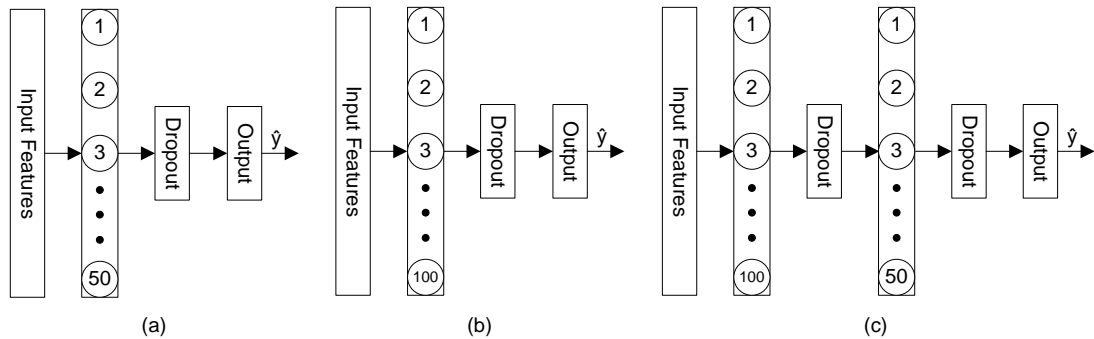 Input Features
1
2
3
50
Dropout
Output
ŷ
(a)
Input Features
1
2
3
100
Dropout
Output
ŷ
(b)
Input Features
1
2
3
100
Dropout
1
2
3
50
Dropout
Output
ŷ
(c)